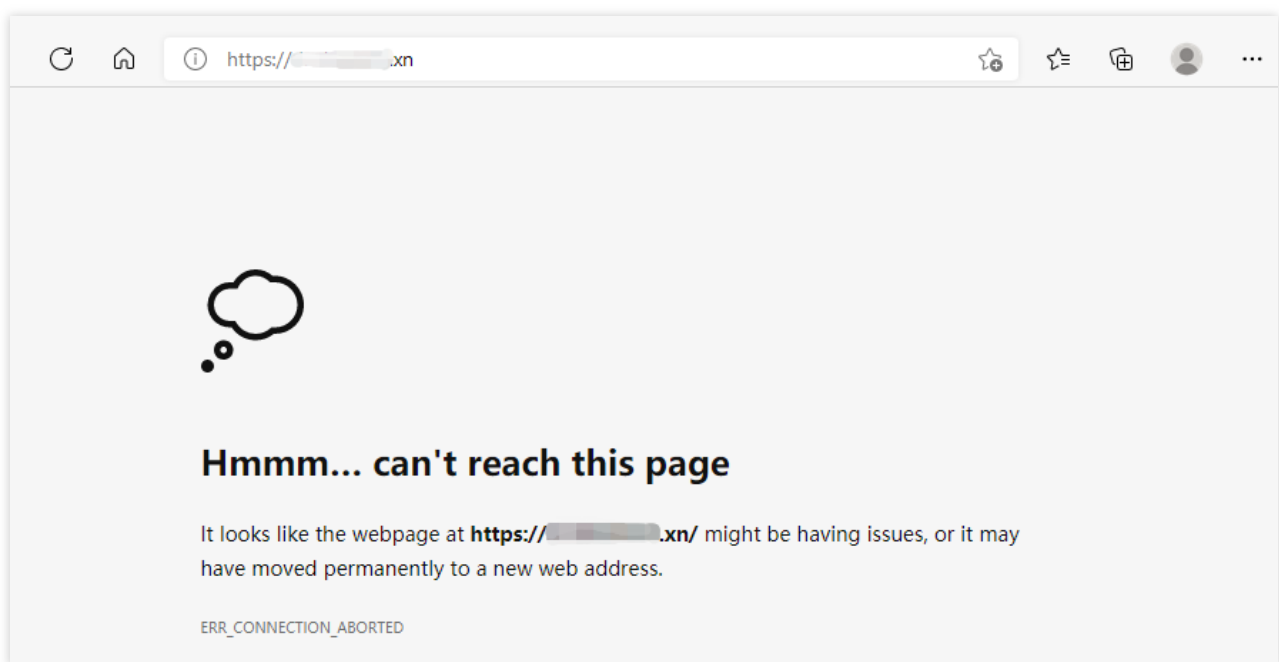 https:// .xn
Hmmm... can't reach this page
It looks like the webpage at https:// .xn/ might be having issues, or it may
have moved permanently to a new web address.
ERR_CONNECTION_ABORTED